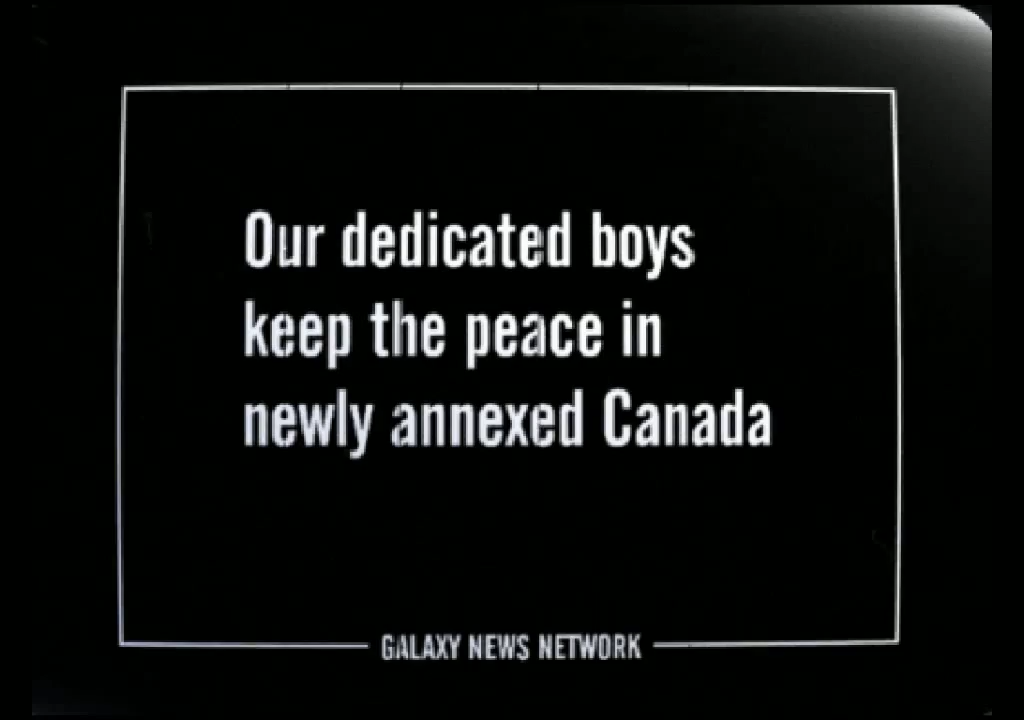 Our dedicated boys
keep the peace in
newly annexed Canada
GALAXY NEWS NETWORK